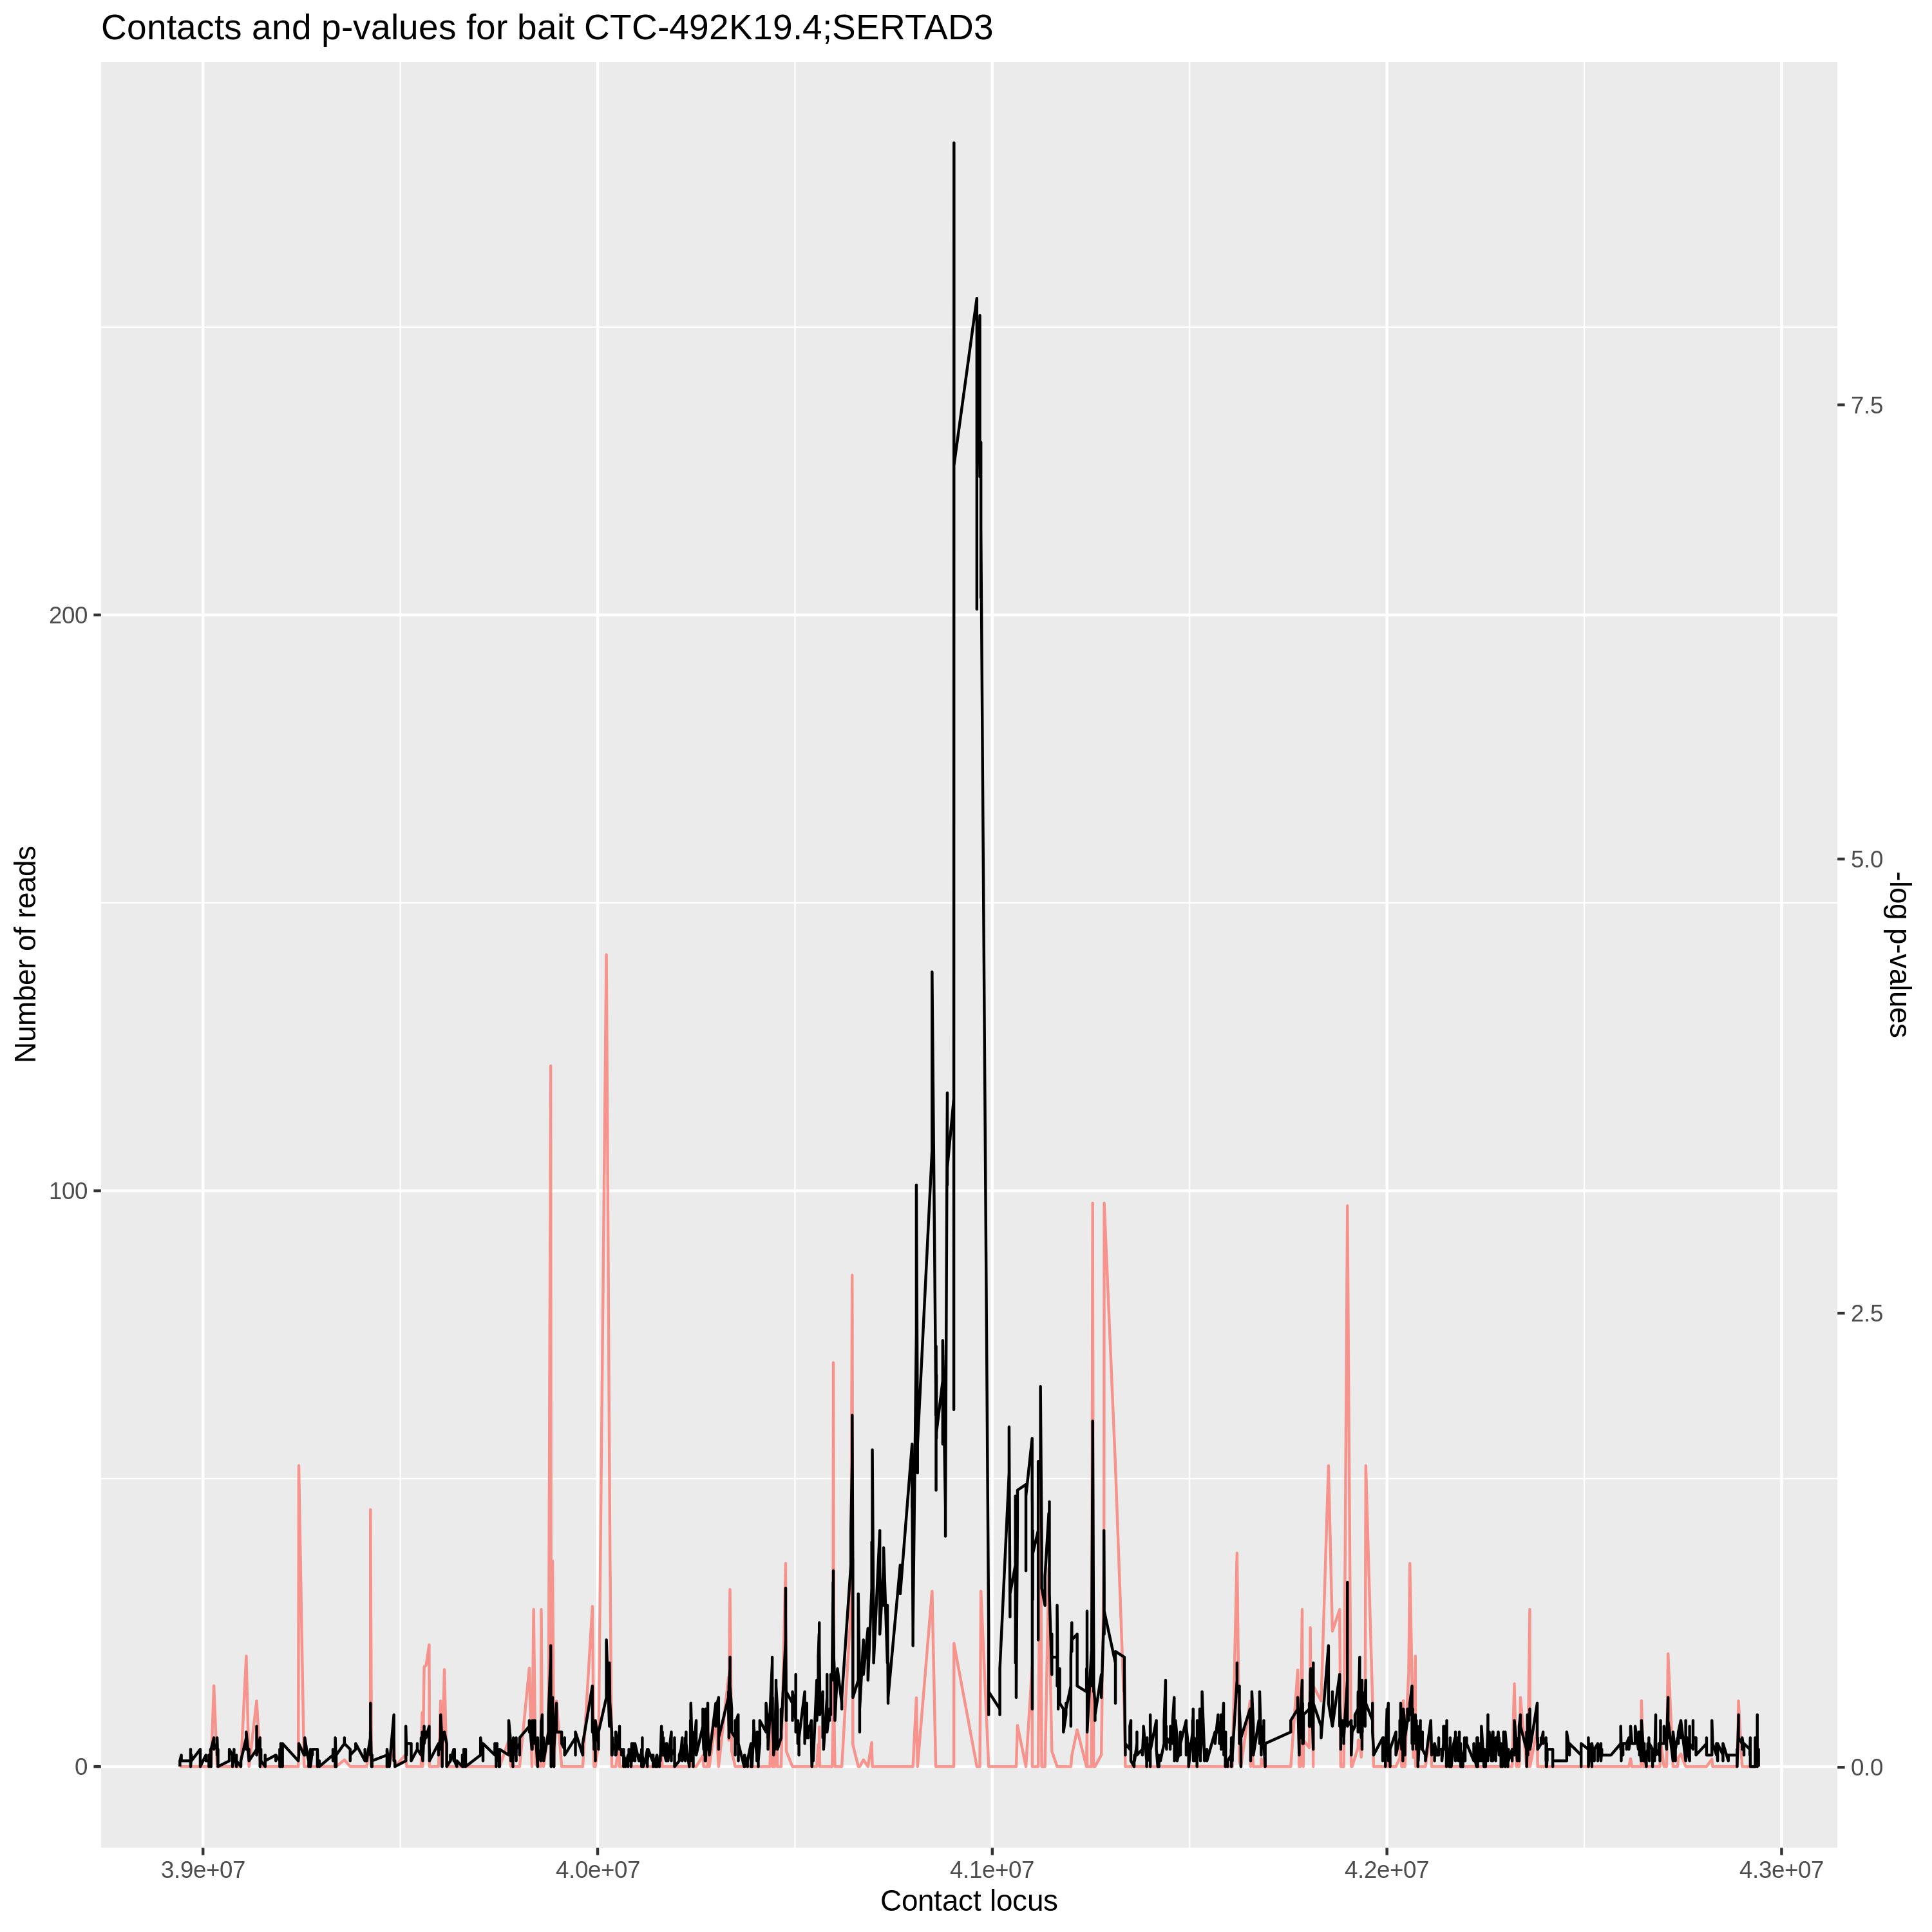 Contacts and p-values for bait CTC-492K19.4;SERTAD3
Number of reads
200
100
0
7.5
5.0
2.5
0.0
-log p-values
3.9e+07
4.0e+07
4.1e+07
4.2e+07
4.3e+07
Contact locus